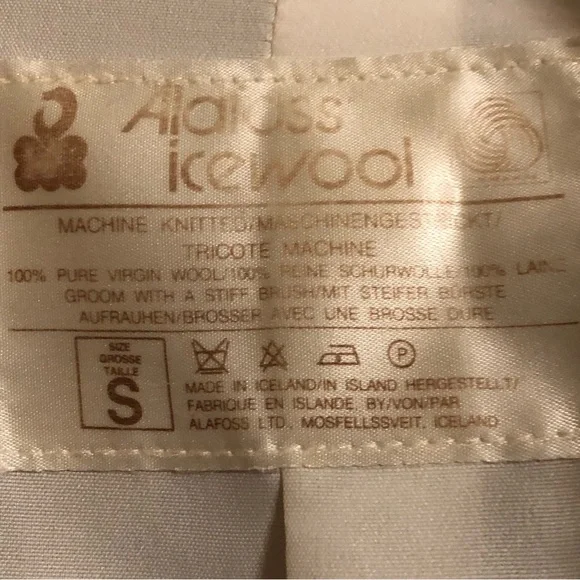 Alafoss
icewool
MACHINE KNITTED/MASCHINENGESTRICKT/
TRICOTE MACHINE
100% PURE VIRGIN WOOL/100% REINE SCHURWOLLE/100% LAINE
GROOM WITH A STIFF BRUSH/MIT STEIFER BÜRSTE
AUFRAUHEN/BROSSER AVEC UNE BROSSE DURE
SIZE
GROSSE
TAILLE
S
P
MADE IN ICELAND/IN ISLAND HERGESTELLT/
FABRIQUE EN ISLANDE, BY/VON/PAR
ALAFOSS LTD., MOSFELLSSVEIT, ICELAND